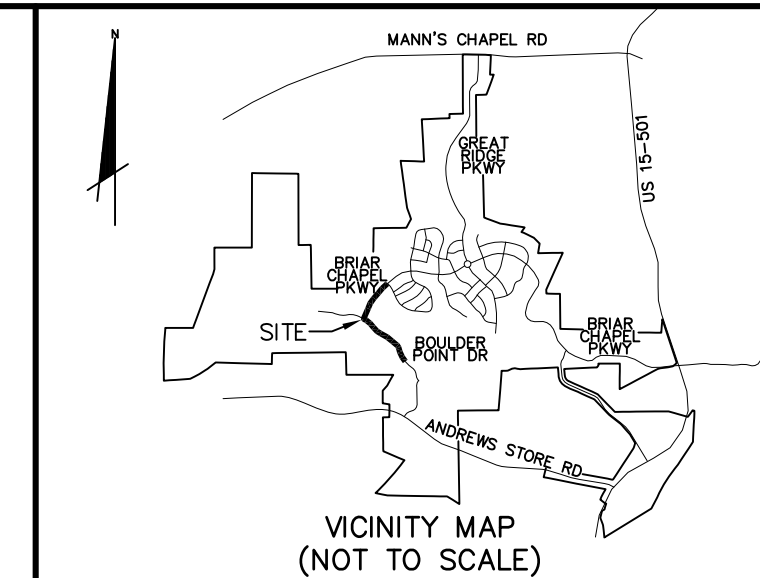 N
MANN'S CHAPEL RD
US 15-501
GREAT
RIDGE
PKWY
BRIAR
CHAPEL
PKWY
SITE
BOULDER
POINT DR
BRIAR
CHAPEL
PKWY
ANDREWS STORE RD
VICINITY MAP
(NOT TO SCALE)